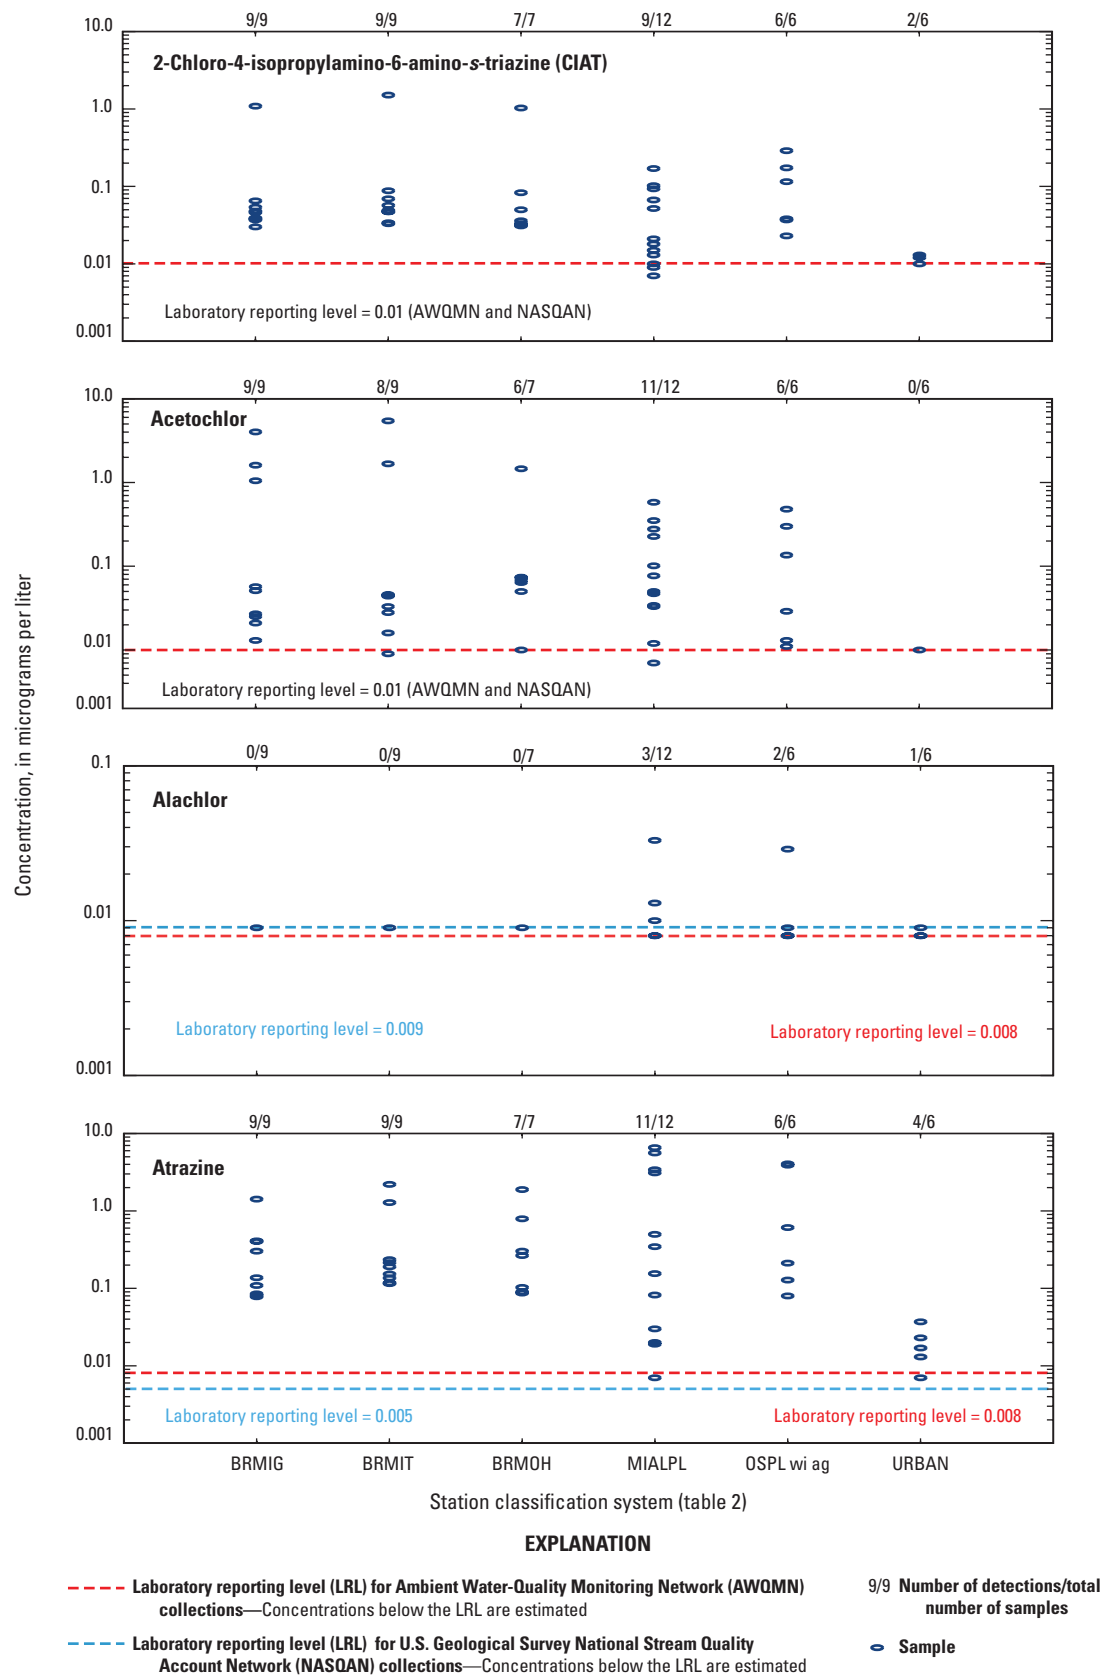 9/9 9/9 7/7 9/12 6/6 2/6
10.0
2-Chloro-4-isopropylamino-6-amino-s-triazine (CIAT)
1.0
0.1
0.01
Laboratory reporting level = 0.01 (AWQMN and NASQAN)
0.001
9/9 8/9 6/7 11/12 6/6 0/6
10.0
Acetochlor
1.0
0.1
0.01
Laboratory reporting level = 0.01 (AWQMN and NASQAN)
0.001
Concentration, in micrograms per liter
0/9 0/9 0/7 3/12 2/6 1/6
0.1
Alachlor
0.01
Laboratory reporting level = 0.009
Laboratory reporting level = 0.008
0.001
9/9 9/9 7/7 11/12 6/6 4/6
10.0
Atrazine
1.0
0.1
0.01
Laboratory reporting level = 0.005
Laboratory reporting level = 0.008
0.001
BRMIG BRMIT BRMOH MIALPL OSPL wi ag URBAN
Station classification system (table 2)
EXPLANATION
Laboratory reporting level (LRL) for Ambient Water-Quality Monitoring Network (AWQMN)
collections—Concentrations below the LRL are estimated
Laboratory reporting level (LRL) for U.S. Geological Survey National Stream Quality
Account Network (NASQAN) collections—Concentrations below the LRL are estimated
9/9 Number of detections/total
number of samples
Sample